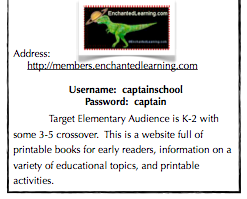 EnchantedLearning.com
EnchantedLearning.com
Address:
http://members.enchantedlearning.com
Username: captainschool
Password: captain
Target Elementary Audience is K-2 with
some 3-5 crossover. This is a website full of
printable books for early readers, information on a
variety of educational topics, and printable
activities.